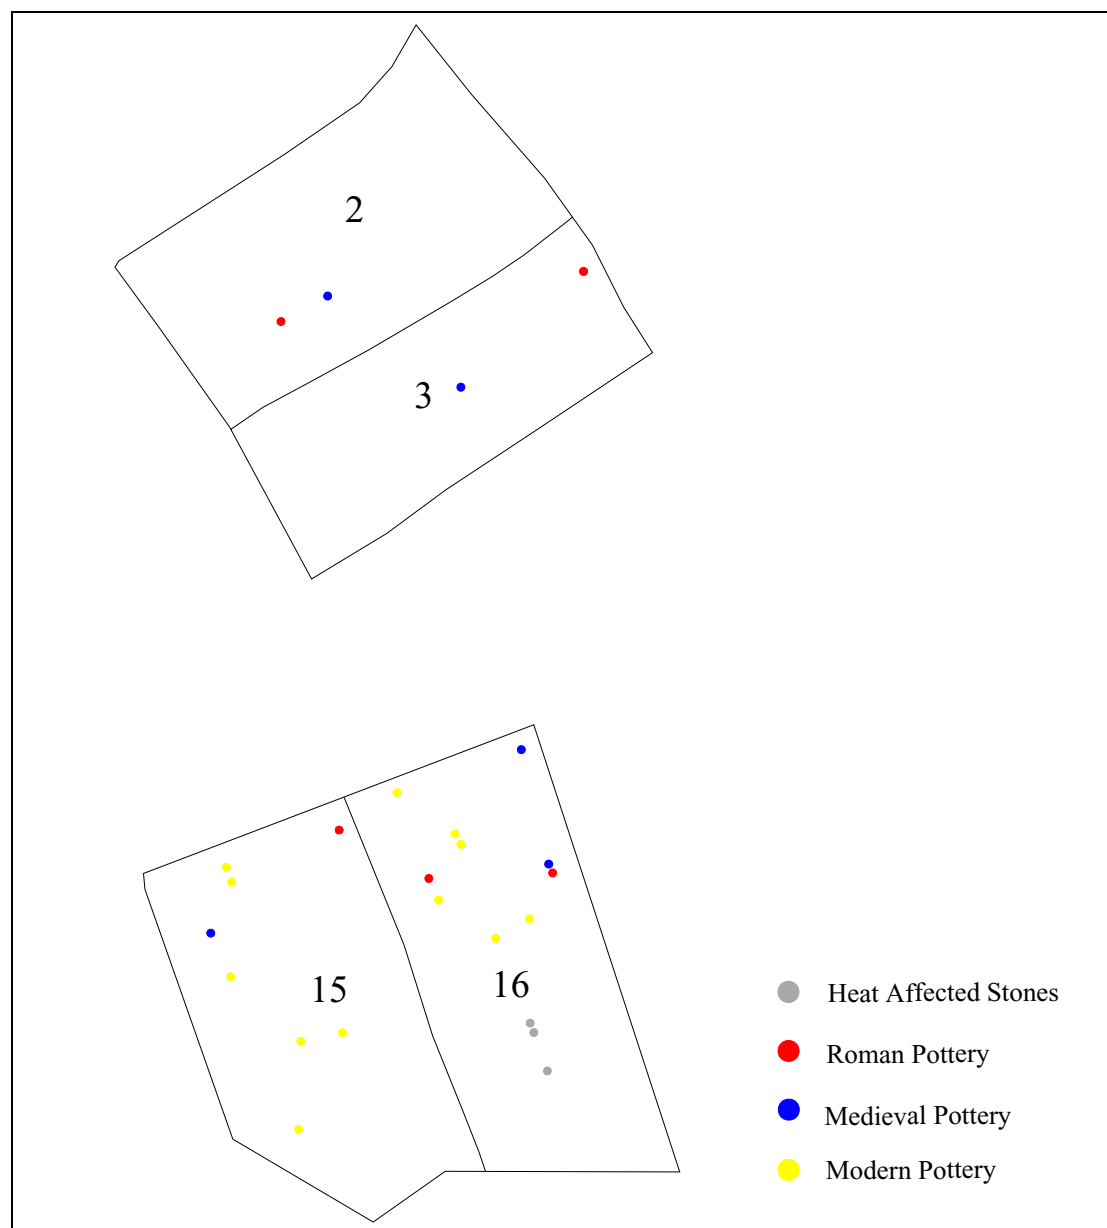 2
3
15
16
Heat Affected Stones
Roman Pottery
Medieval Pottery
Modern Pottery